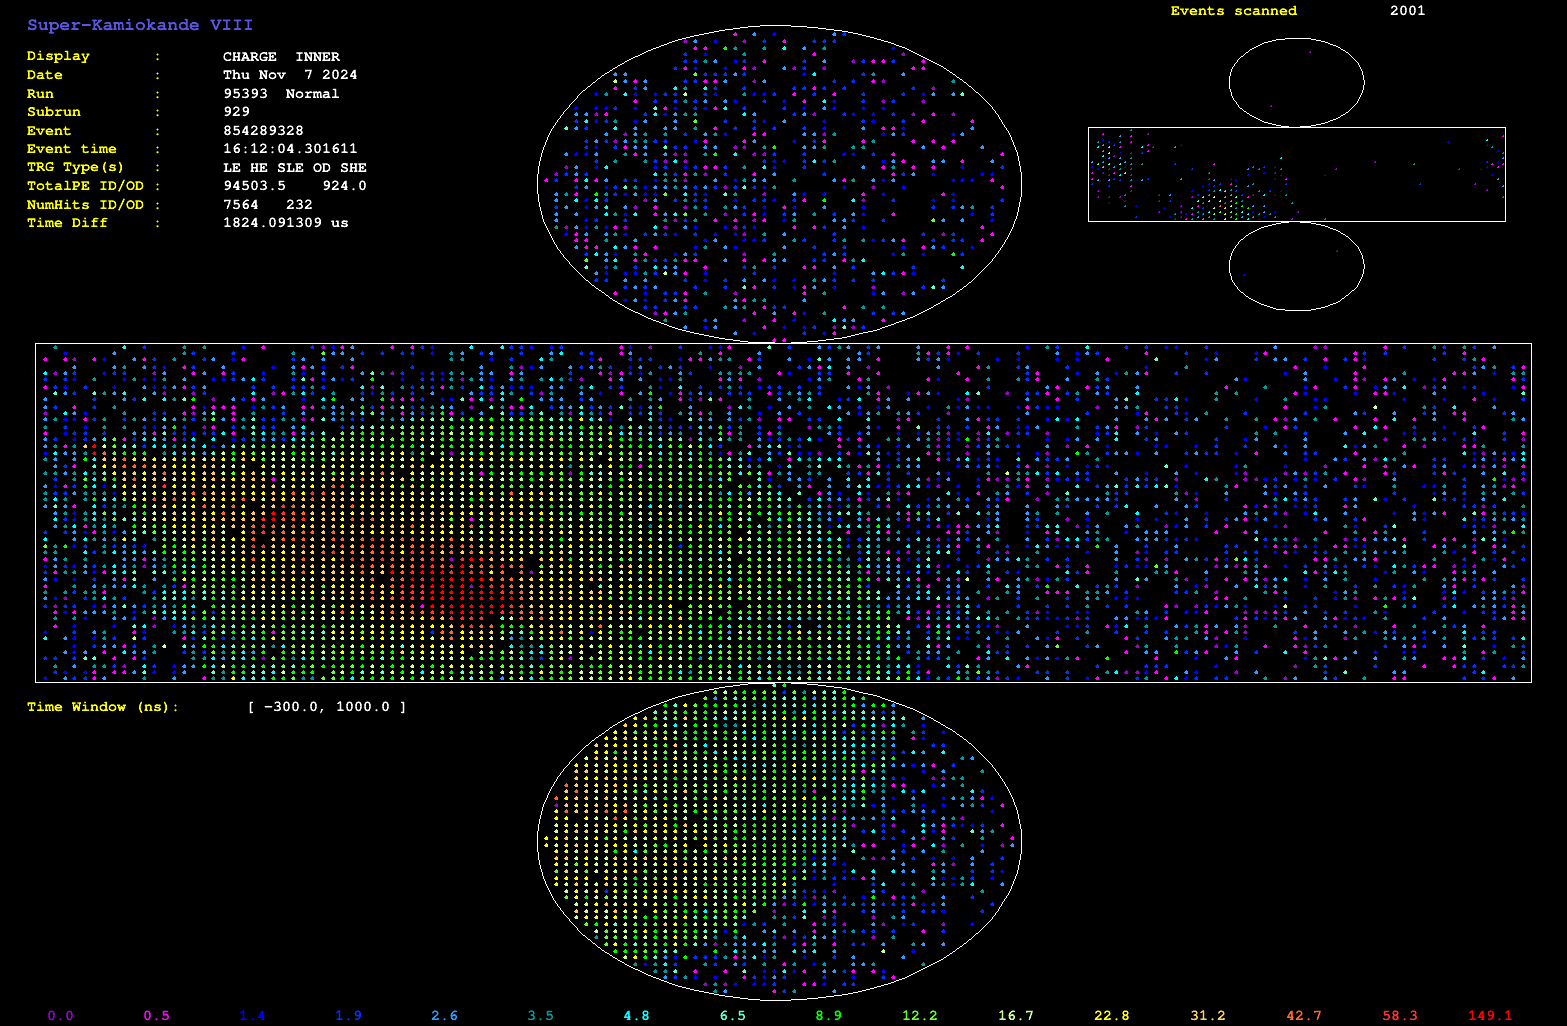 Super-Kamiokande VIII
Display : CHARGE INNER
Date : Thu Nov 7 2024
Run : 95393 Normal
Subrun : 929
Event : 854289328
Event time : 16:12:04.301611
TRG Type(s) : LE HE SLE OD SHE
TotalPE ID/OD : 94503.5 924.0
NumHits ID/OD : 7564 232
Time Diff : 1824.091309 us
Events scanned 2001
Time Window (ns): [ -300.0, 1000.0 ]
0.0 0.5 1.4 1.9 2.6 3.5 4.8 6.5 8.9 12.2 16.7 22.8 31.2 42.7 58.3 149.1